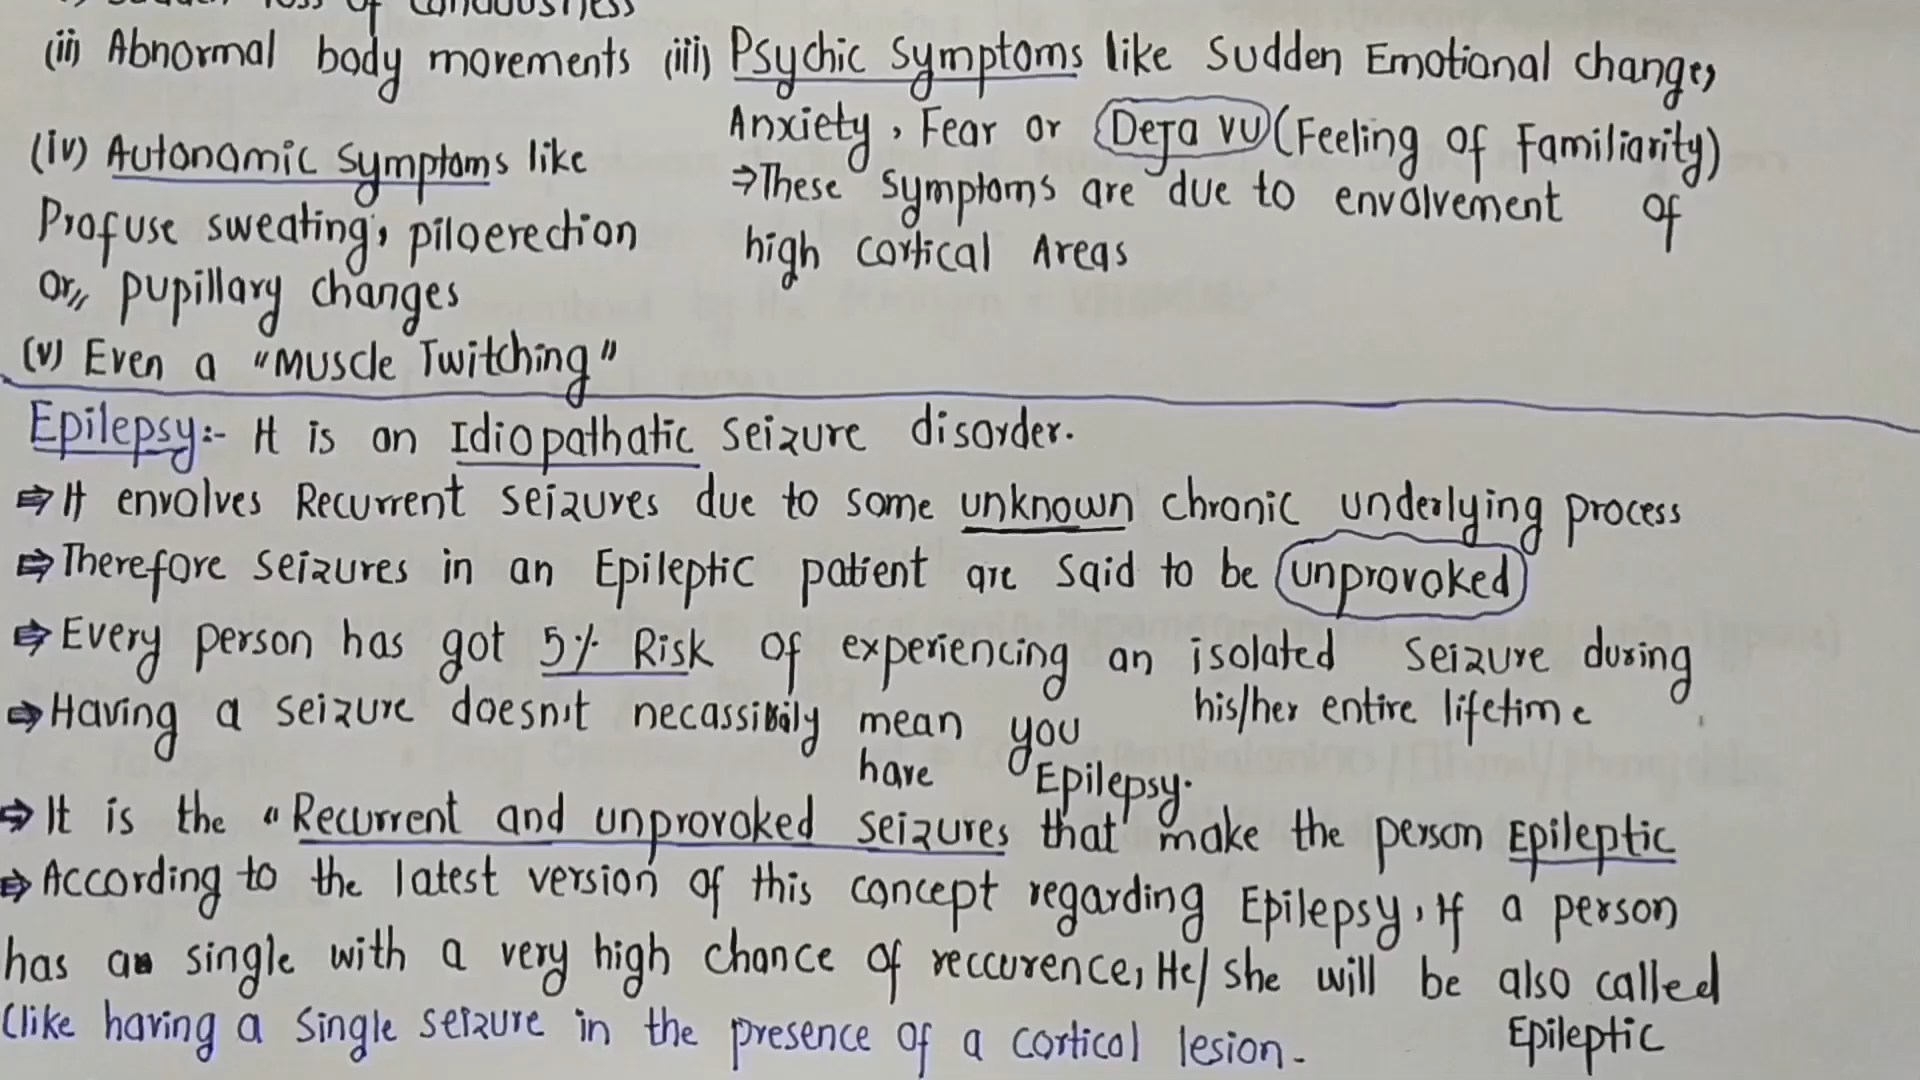 i) Sudden loss of conciousness
(ii) Abnormal body movements (iii) Psychic Symptoms like Sudden Emotional changes,
Anxiety, Fear or Deja vu (Feeling of Familiarity)
⇒These symptoms are due to envolvement of
high cortical Areas
(iv) Autonomic symptoms like
Profuse sweating, piloerection
or, pupillary changes
(v) Even a "Muscle Twitching"
Epilepsy:- It is an Idiopathatic seizure disorder.
⇒It envolves Recurrent seizures due to some unknown chronic underlying process
⇒Therefore seizures in an Epileptic patient are said to be unprovoked
⇒Every person has got 5% Risk of experiencing an isolated seizure during
his/her entire lifetime
⇒Having a seizure doesn't necassirily mean you
have Epilepsy.
⇒It is the "Recurrent and unprovoked seizures that make the person Epileptic
⇒According to the latest version of this concept regarding Epilepsy, If a person
has a single with a very high chance of reccurence, He/She will be also called
Epileptic
(like having a single seizure in the presence of a cortical lesion.